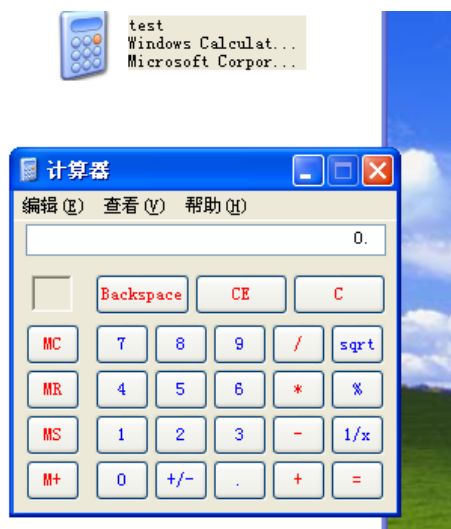 test
Windows Calculat...
Microsoft Corpor...
计算器
编辑(E) 查看(V) 帮助(H)
0.
Backspace CE C
MC 7 8 9 / sqrt
MR 4 5 6 * %
MS 1 2 3 - 1/x
M+ 0 +/- . + =